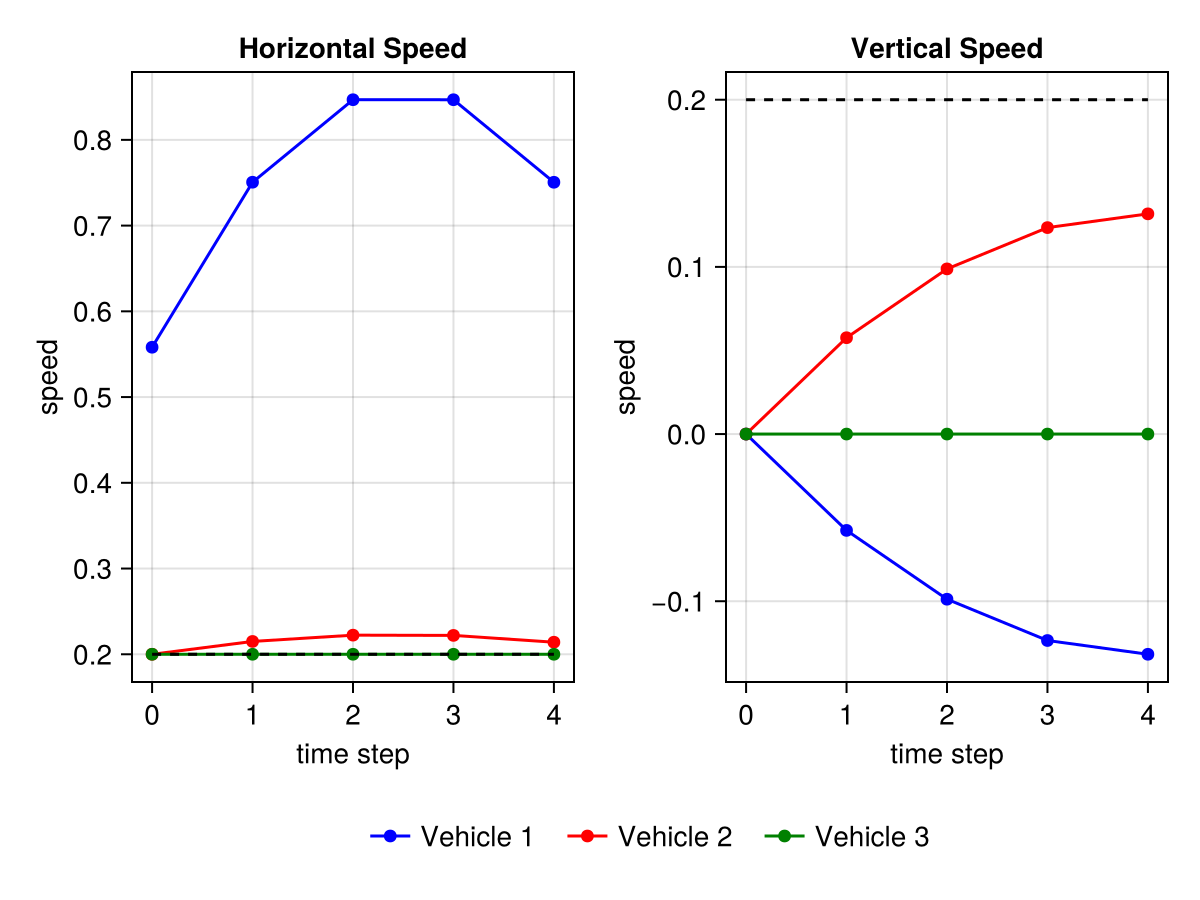 Horizontal Speed
speed
0.8
0.7
0.6
0.5
0.4
0.3
0.2
0 1 2 3 4
time step
Vertical Speed
speed
0.2
0.1
0.0
−0.1
0 1 2 3 4
time step
Vehicle 1 Vehicle 2 Vehicle 3